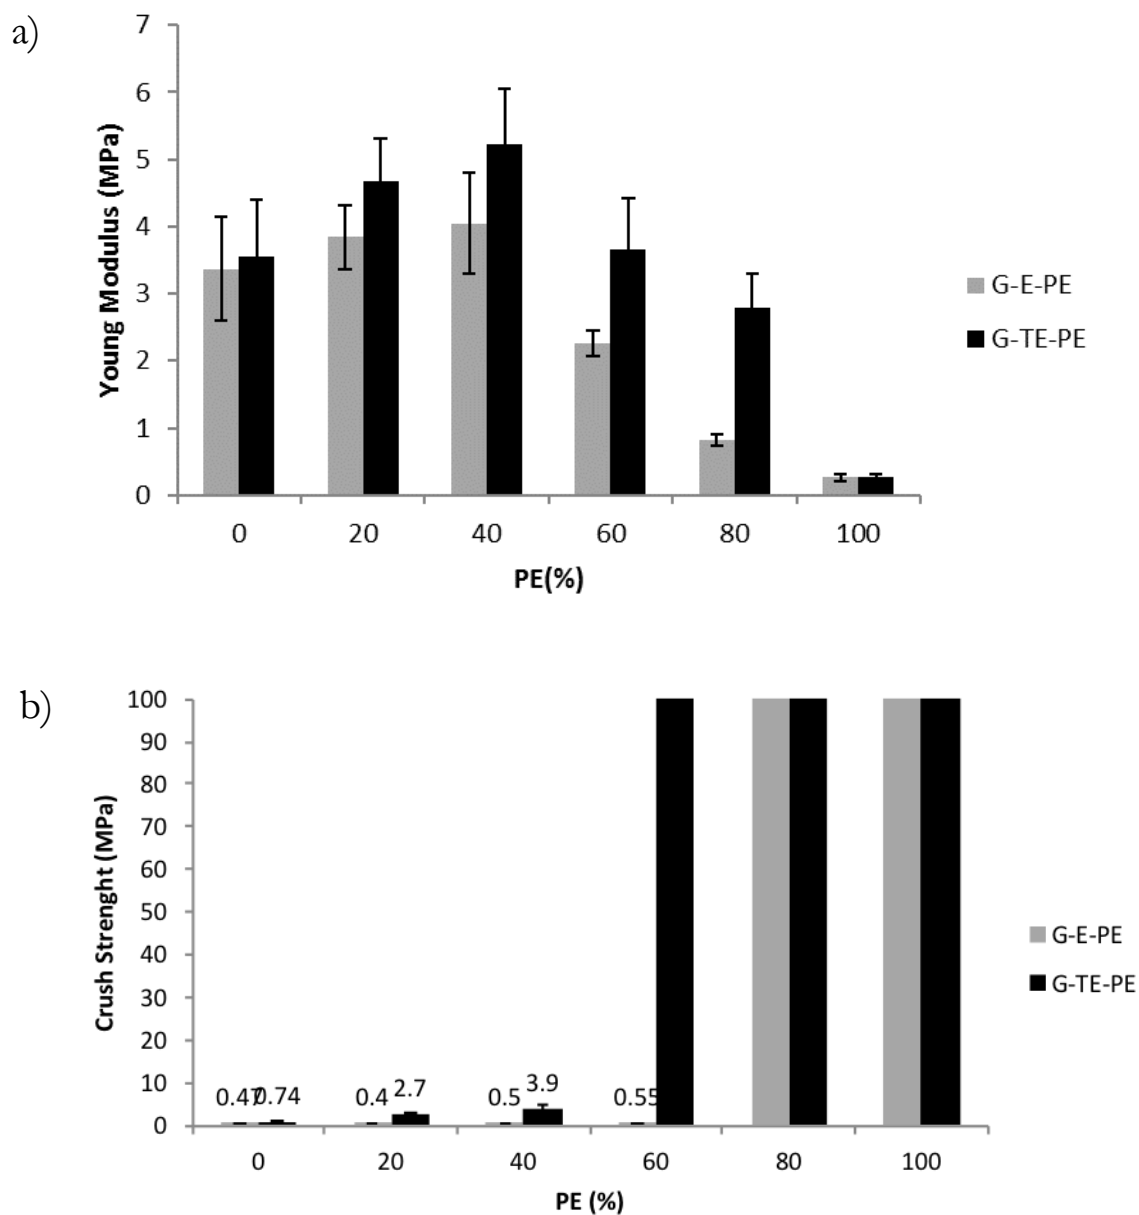 a)
7
6
5
4
3
2
1
0
Young Modulus (MPa)
0 20 40 60 80 100
PE(%)
G-E-PE
G-TE-PE
b)
100
90
80
70
60
50
40
30
20
10
0
Crush Strenght (MPa)
0.47 0.74 0.4 2.7 0.5 3.9 0.55
0 20 40 60 80 100
PE (%)
G-E-PE
G-TE-PE